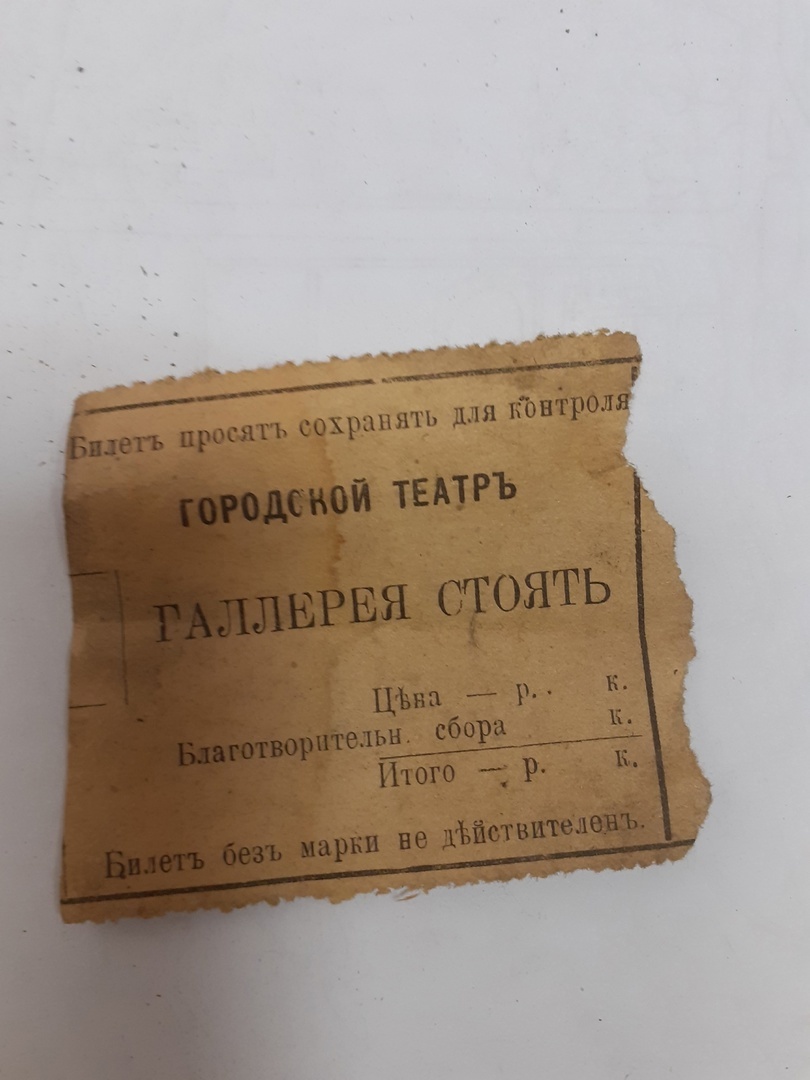 Билетъ просятъ сохранять для контроля
ГОРОДСКОЙ ТЕАТРЪ
ГАЛЛЕРЕЯ СТОЯТЬ
Цѣна — р. . к.
Благотворительн. сбора к.
Итого — р. к.
Билетъ безъ марки не дѣйствителенъ.